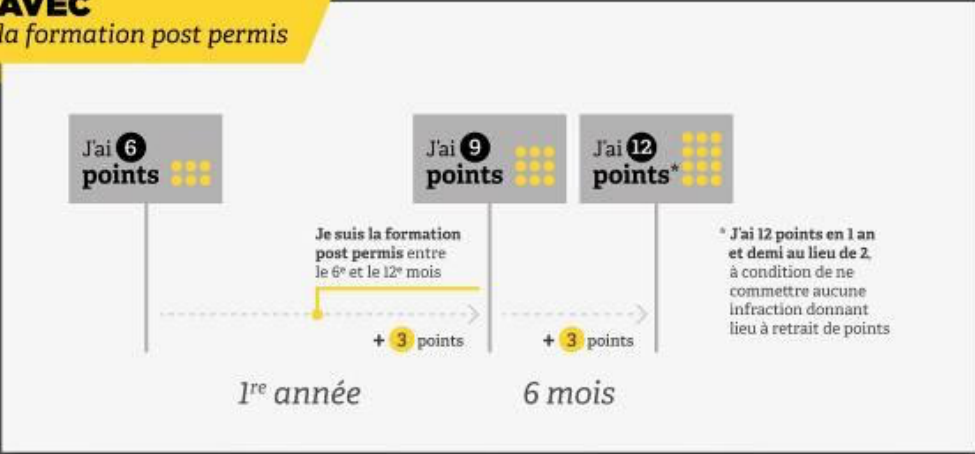 AVEC
la formation post permis
J'ai 6
points
J'ai 9
points
J'ai 12
points*
Je suis la formation
post permis entre
le 6e et le 12e mois
* J'ai 12 points en 1 an
et demi au lieu de 2,
à condition de ne
commettre aucune
infraction donnant
lieu à retrait de points
+ 3 points
+ 3 points
1re année
6 mois